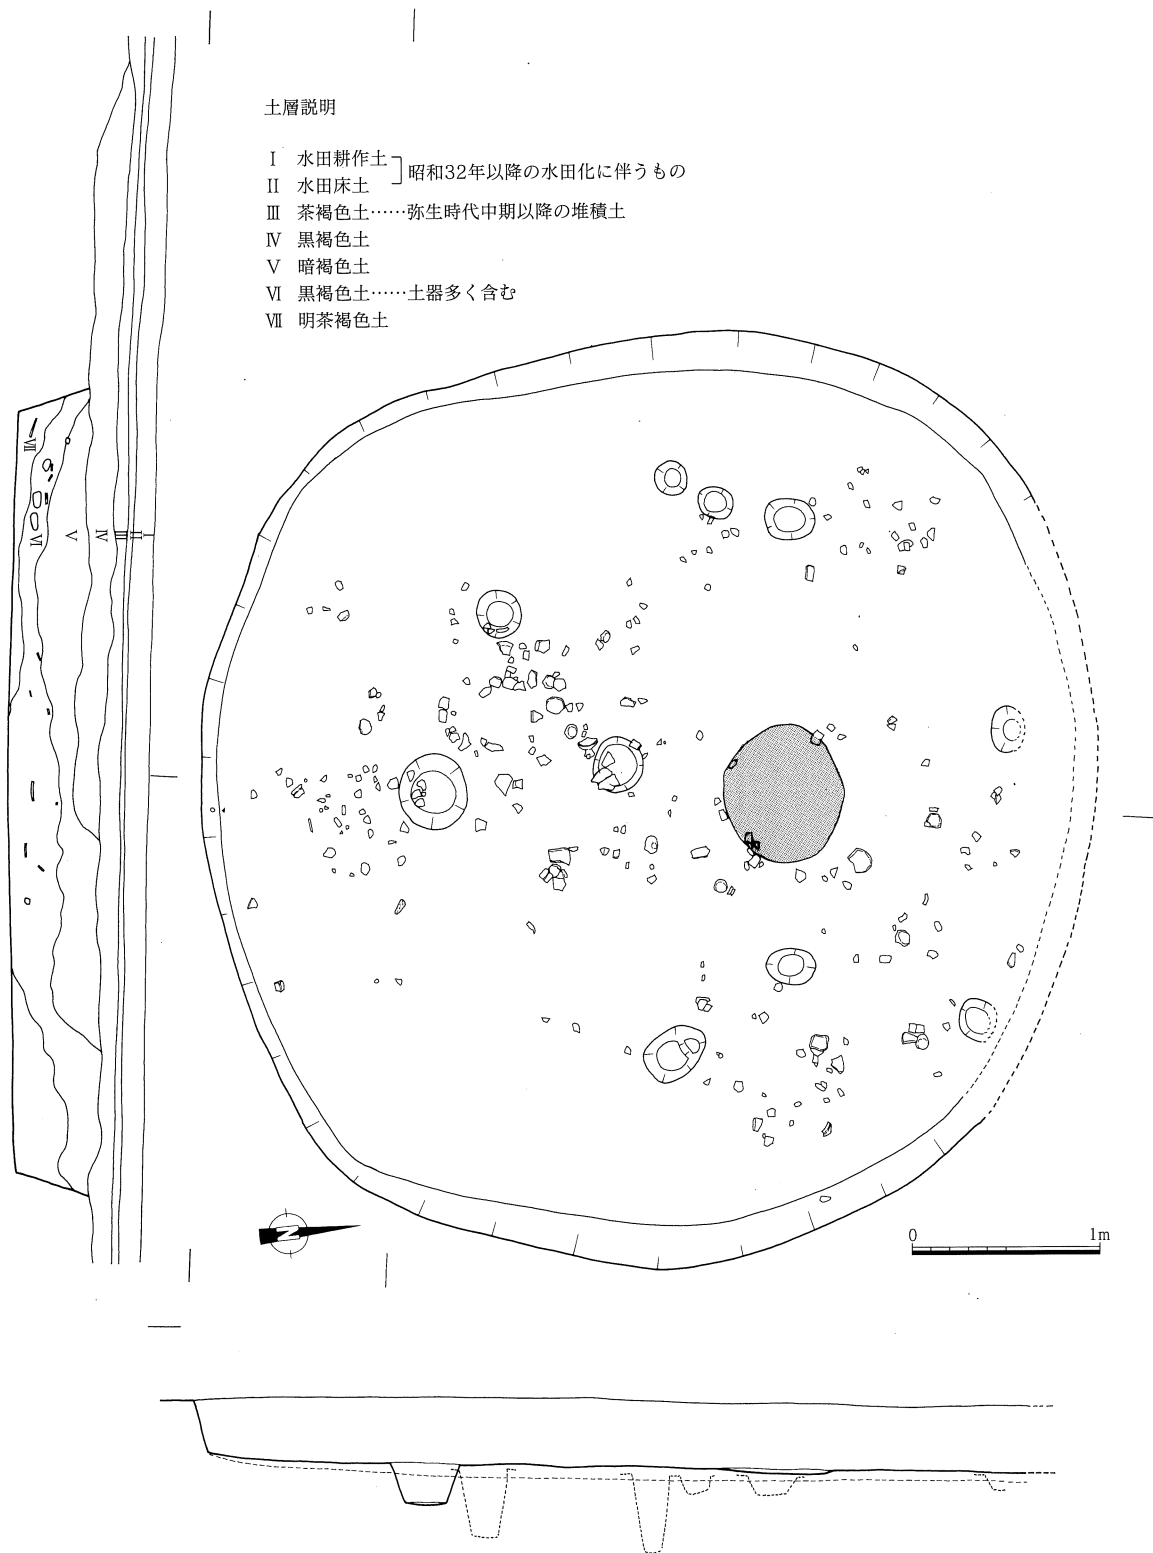 土層説明
Ⅰ 水田耕作土
Ⅱ 水田床土
昭和32年以降の水田化に伴うもの
Ⅲ 茶褐色土……弥生時代中期以降の堆積土
Ⅳ 黒褐色土
Ⅴ 暗褐色土
Ⅵ 黒褐色土……土器多く含む
Ⅶ 明茶褐色土
Ⅶ
Ⅵ
Ⅴ
Ⅳ
Ⅲ
Ⅱ
Ⅰ
N
0 1m